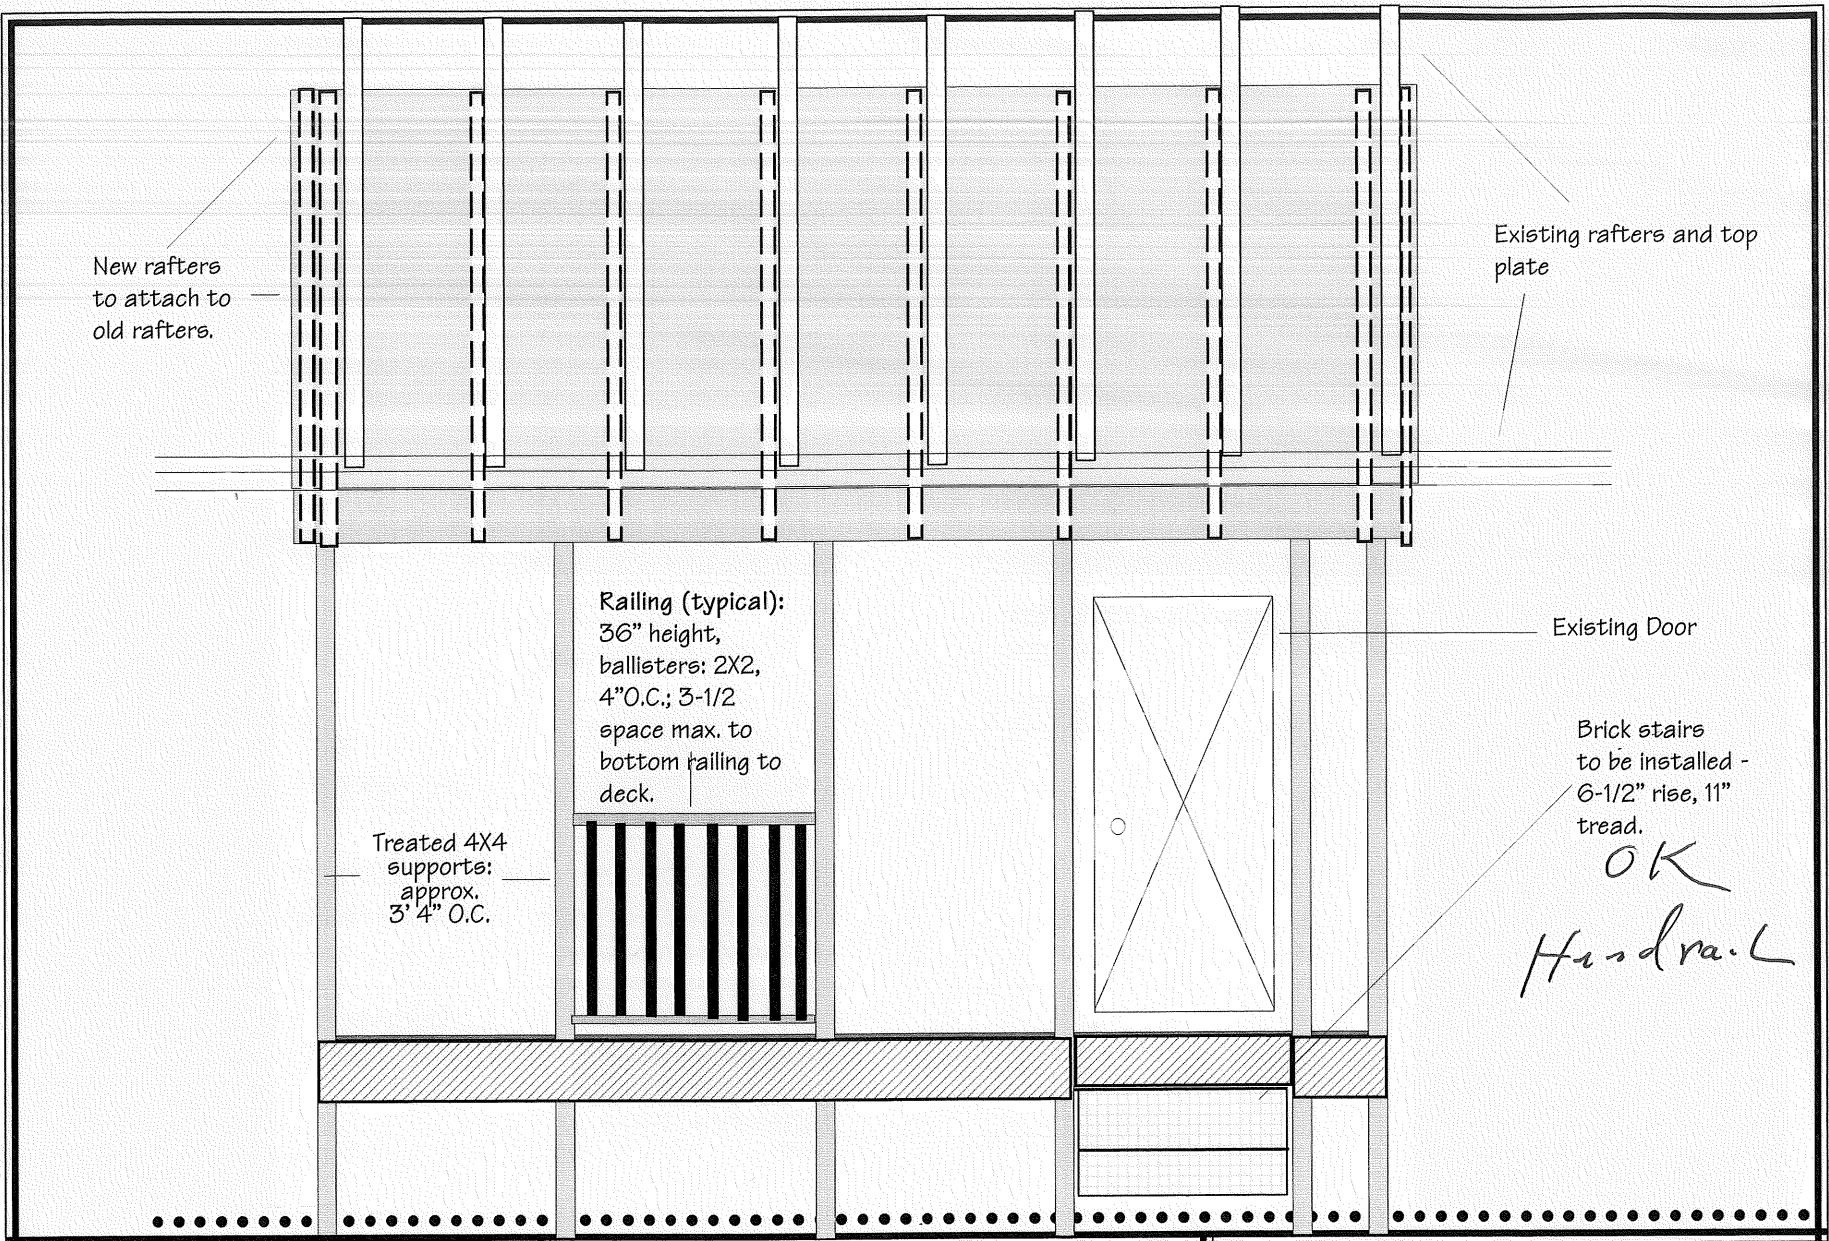 New rafters
to attach to
old rafters.
Existing rafters and top
plate
Railing (typical):
36” height,
ballisters: 2X2,
4”O.C.; 3-1/2
space max. to
bottom railing to
deck.
Existing Door
Brick stairs
to be installed -
6-1/2” rise, 11”
tread.
OK
Handrail
Treated 4X4
supports:
approx.
3' 4” O.C.